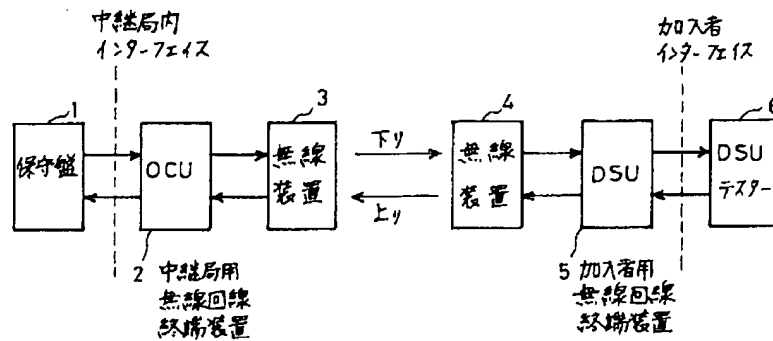 中継局内
インターフェイス
加入者
インターフェイス
1
3
4
6
保守盤
OCU
無線
装置
下り
上り
無線
装置
DSU
DSU
テスター
2 中継局用
無線回線
終端装置
5 加入者用
無線回線
終端装置